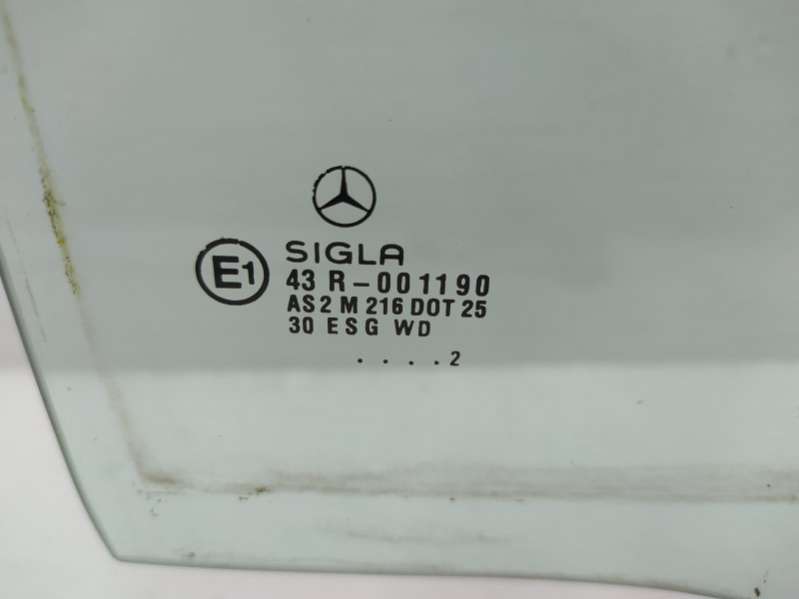 SIGLA
E1
43 R-001190
AS2 M 216 DOT 25
30 ESG WD
. . . . 2